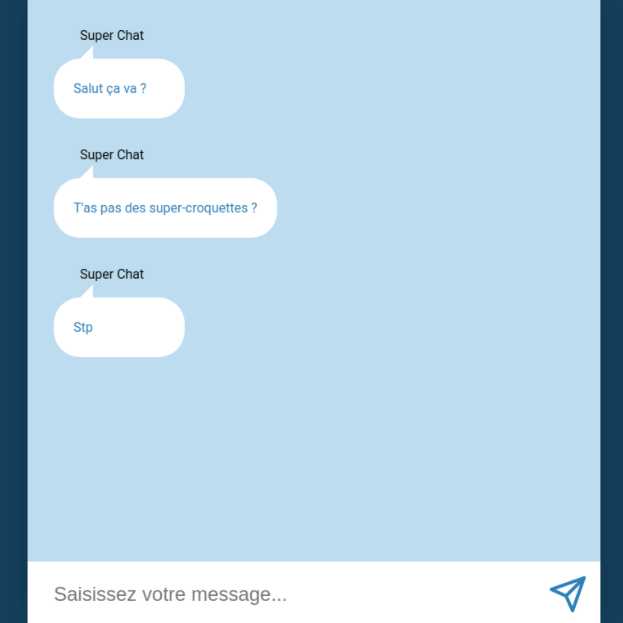 Super Chat
Salut ça va ?
Super Chat
T'as pas des super-croquettes ?
Super Chat
Stp
Saisissez votre message...